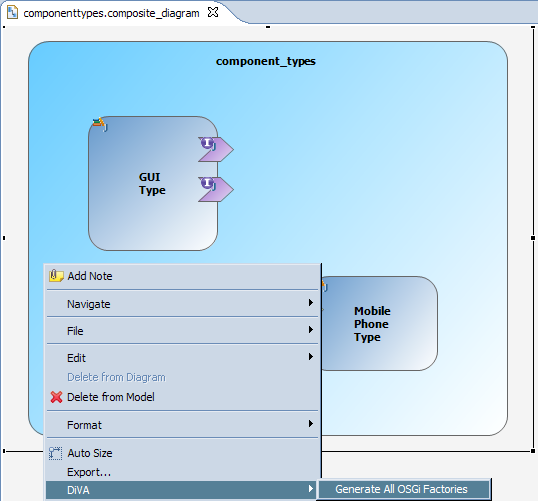 componenttypes.composite_diagram
component_types
GUI
Type
Add Note
Navigate
File
Mobile
Phone
Type
Edit
Delete from Diagram
Delete from Model
Format
Auto Size
Export...
DiVA
Generate All OSGi Factories